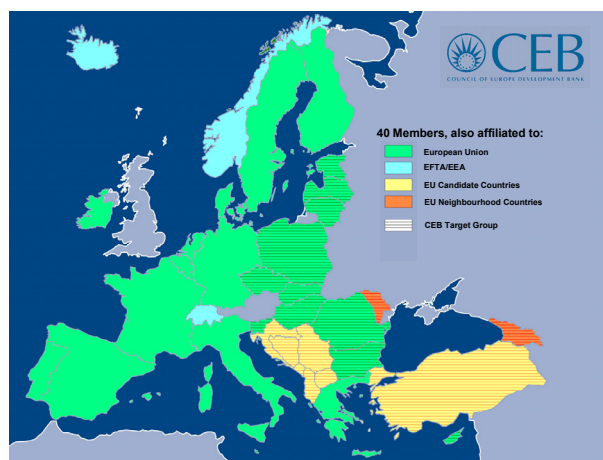 CEB
COUNCIL OF EUROPE DEVELOPMENT BANK
40 Members, also affiliated to:
European Union
EFTA/EEA
EU Candidate Countries
EU Neighbourhood Countries
CEB Target Group